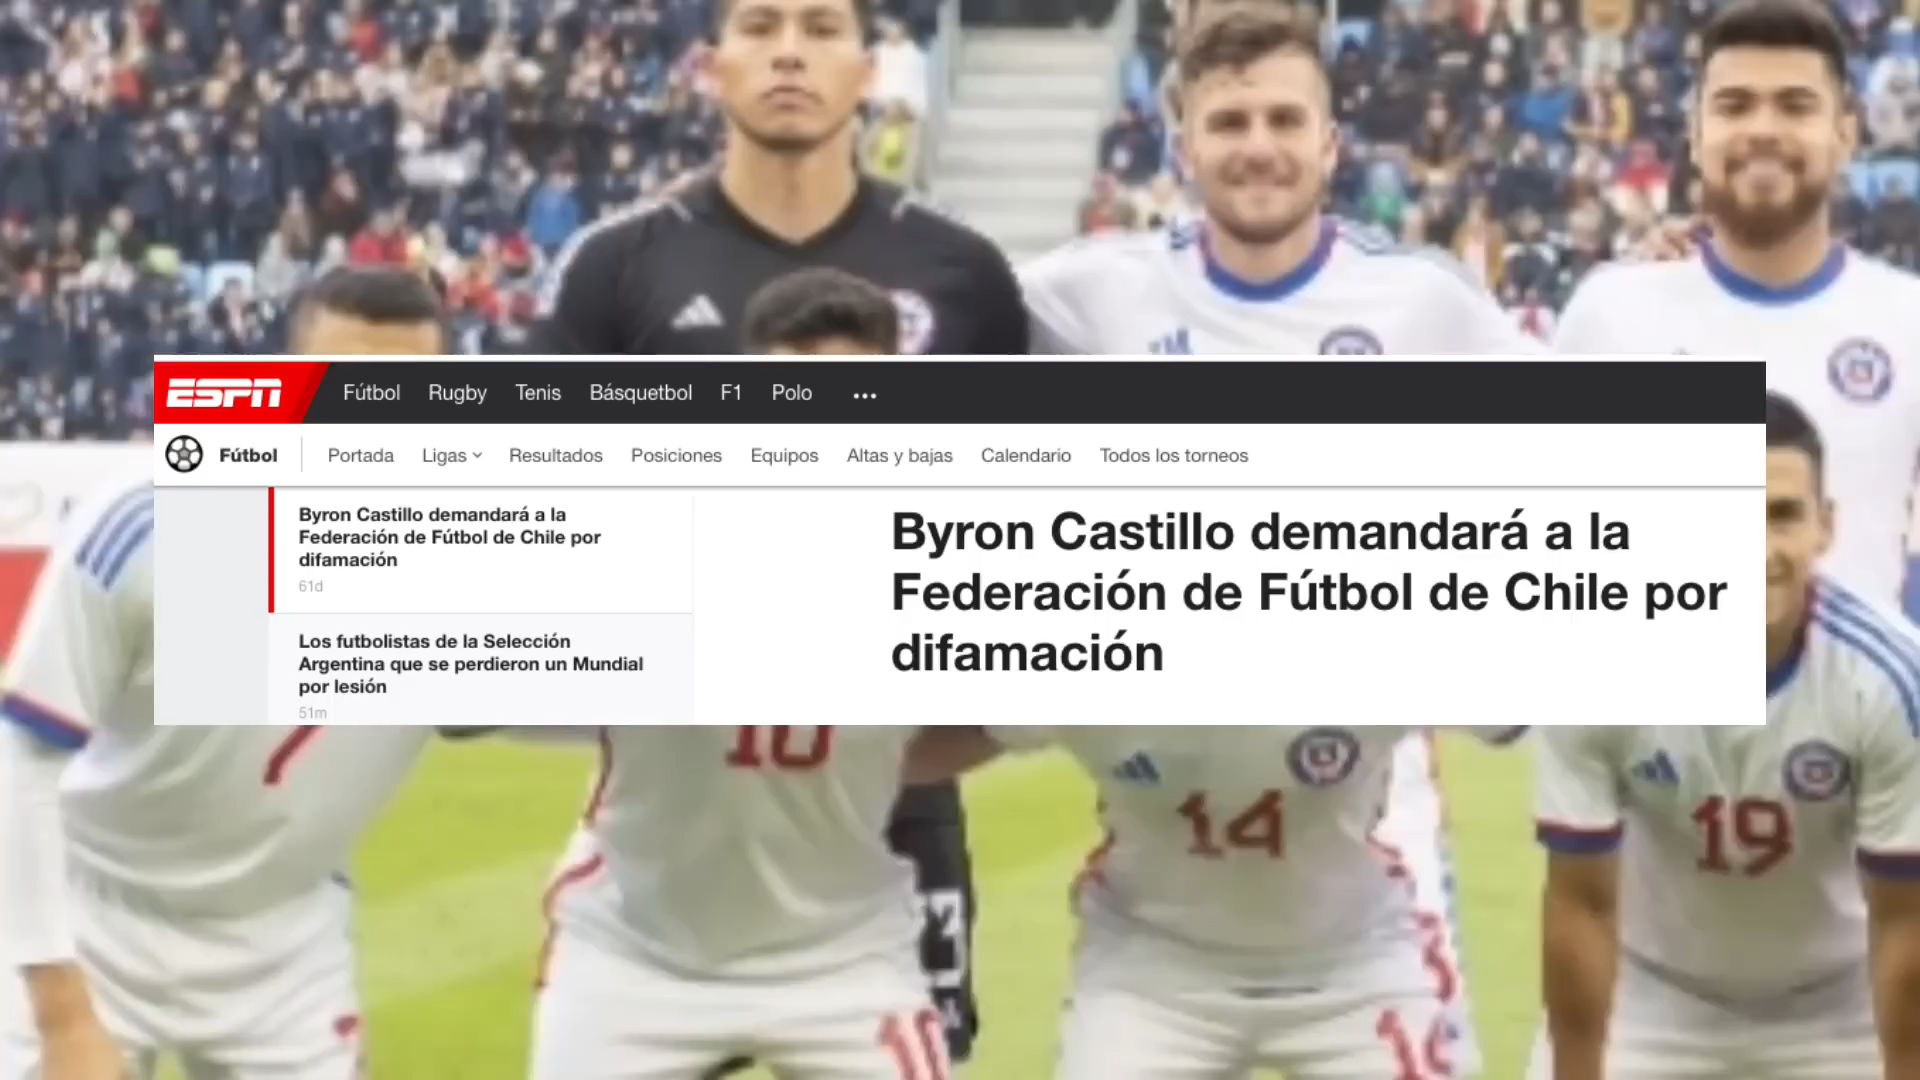 ESPN Fútbol Rugby Tenis Básquetbol F1 Polo ...
Fútbol Portada Ligas Resultados Posiciones Equipos Altas y bajas Calendario Todos los torneos
Byron Castillo demandará a la
Federación de Fútbol de Chile por
difamación
61d
Los futbolistas de la Selección
Argentina que se perdieron un Mundial
por lesión
51m
Byron Castillo demandará a la
Federación de Fútbol de Chile por
difamación
7
10
14
19
10